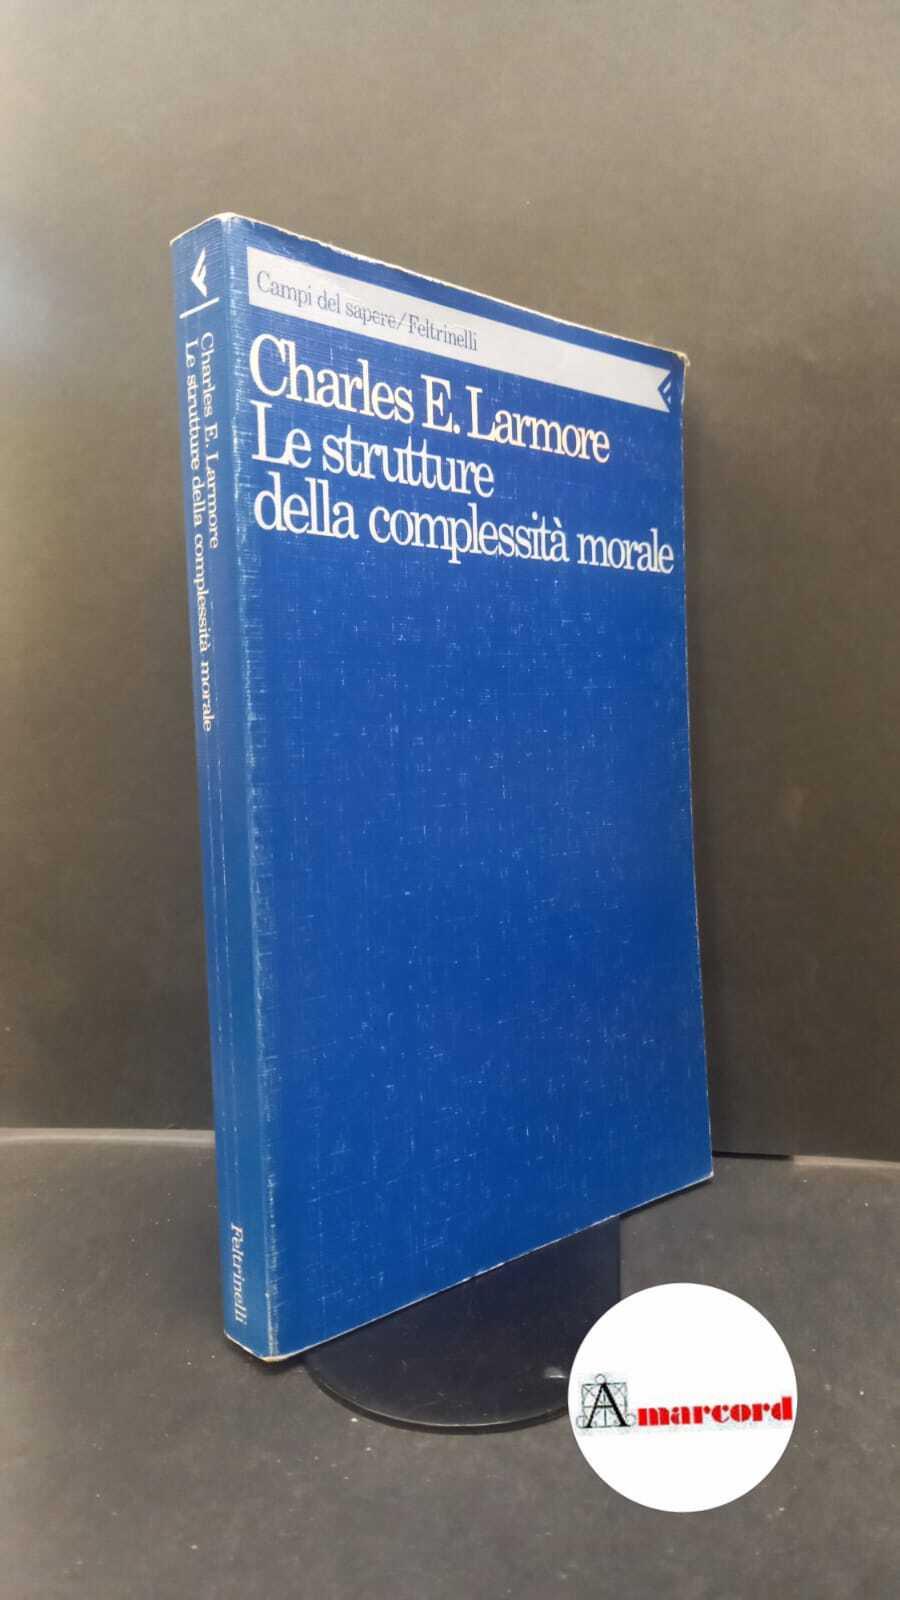 Campi del sapere/Feltrinelli
Charles E. Larmore
Le strutture
della complessità morale
Charles E. Larmore
Le strutture della complessità morale
Feltrinelli
Amarcord